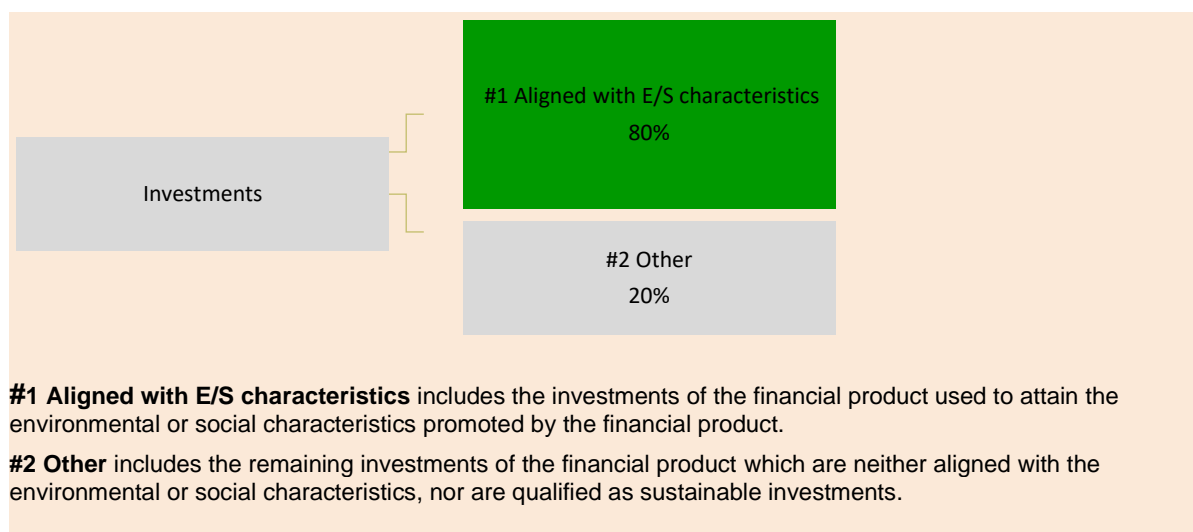 #1 Aligned with E/S characteristics
80%
Investments
#2 Other
20%
#1 Aligned with E/S characteristics includes the investments of the financial product used to attain the
environmental or social characteristics promoted by the financial product.
#2 Other includes the remaining investments of the financial product which are neither aligned with the
environmental or social characteristics, nor are qualified as sustainable investments.